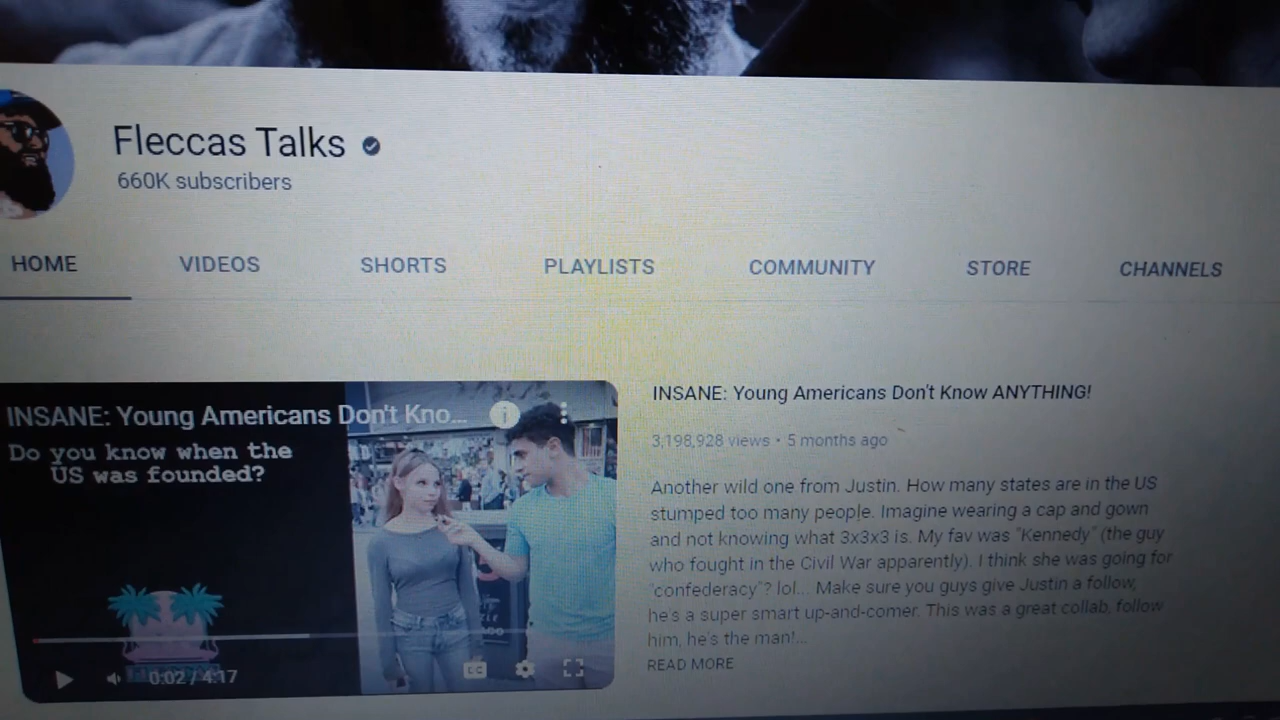 Fleccas Talks
660K subscribers
HOME VIDEOS SHORTS PLAYLISTS COMMUNITY STORE CHANNELS
INSANE: Young Americans Don't Kno...
Do you know when the
US was founded?
0:02 / 4:17
INSANE: Young Americans Don't Know ANYTHING!
3,198,928 views • 5 months ago
Another wild one from Justin. How many states are in the US
stumped too many people. Imagine wearing a cap and gown
and not knowing what 3x3x3 is. My fav was "Kennedy" (the guy
who fought in the Civil War apparently). I think she was going for
"confederacy"? lol... Make sure you guys give Justin a follow,
he's a super smart up-and-comer. This was a great collab, follow
him, he's the man!...
READ MORE